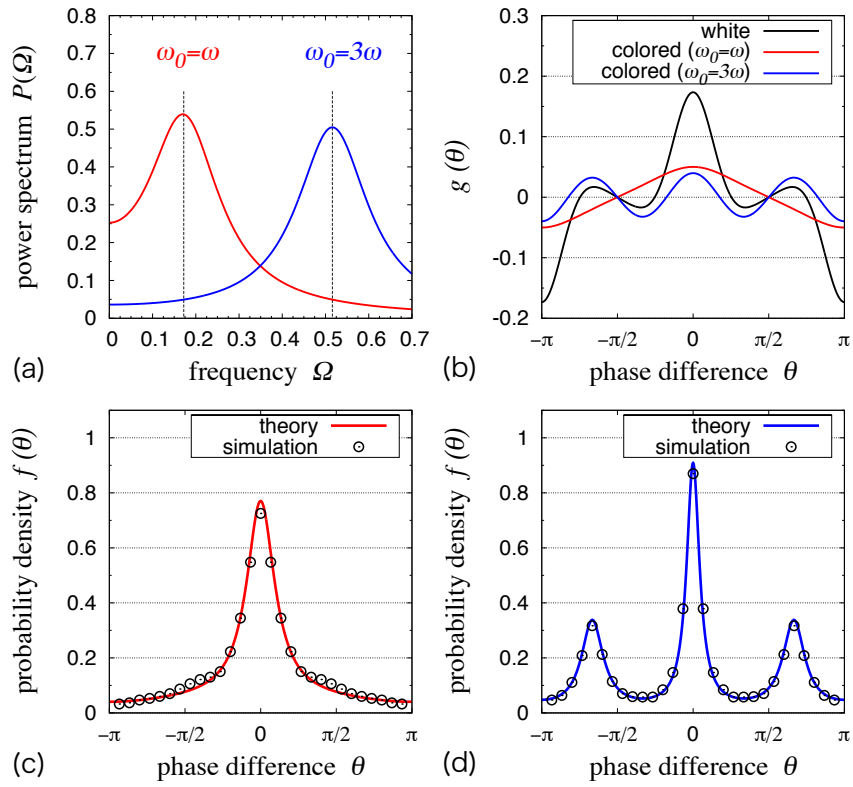 ω0=ω
ω0=3ω
power spectrum P(Ω)
0.8
0.7
0.6
0.5
0.4
0.3
0.2
0.1
0
0 0.1 0.2 0.3 0.4 0.5 0.6 0.7
frequency Ω
(a)
white
colored (ω0=ω)
colored (ω0=3ω)
g (θ)
0.3
0.2
0.1
0
-0.1
-0.2
−π −π/2 0 π/2 π
phase difference θ
(b)
theory
simulation
probability density f (θ)
1
0.8
0.6
0.4
0.2
0
−π −π/2 0 π/2 π
phase difference θ
(c)
theory
simulation
probability density f (θ)
1
0.8
0.6
0.4
0.2
0
−π −π/2 0 π/2 π
phase difference θ
(d)